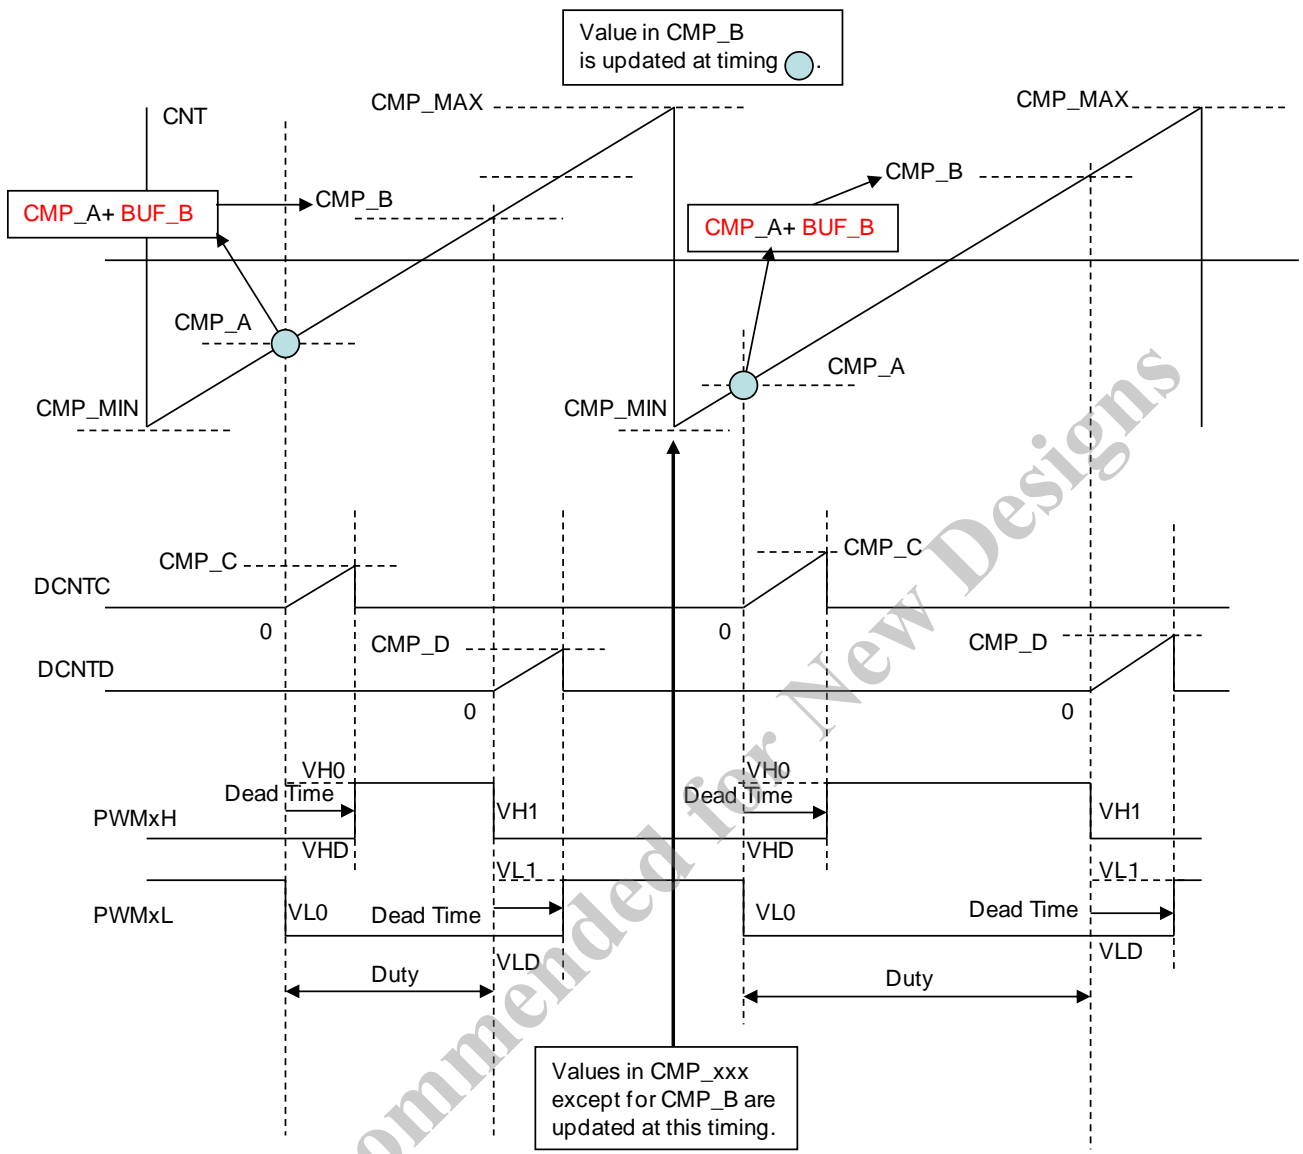 Value in CMP_B
is updated at timing .
CNT
CMP_MAX
CMP_MAX
CMP_A+ BUF_B
CMP_B
CMP_B
CMP_A+ BUF_B
CMP_A
CMP_A
CMP_MIN
CMP_MIN
CMP_C
CMP_C
DCNTC
0
0
CMP_D
CMP_D
DCNTD
0
0
VH0
VH0
Dead Time
Dead Time
PWMxH
VH1
VH1
VHD
VHD
VL1
VL1
PWMxL
VL0
Dead Time
VL0
Dead Time
VLD
VLD
Duty
Duty
Values in CMP_xxx
except for CMP_B are
updated at this timing.
ommended for New Designs